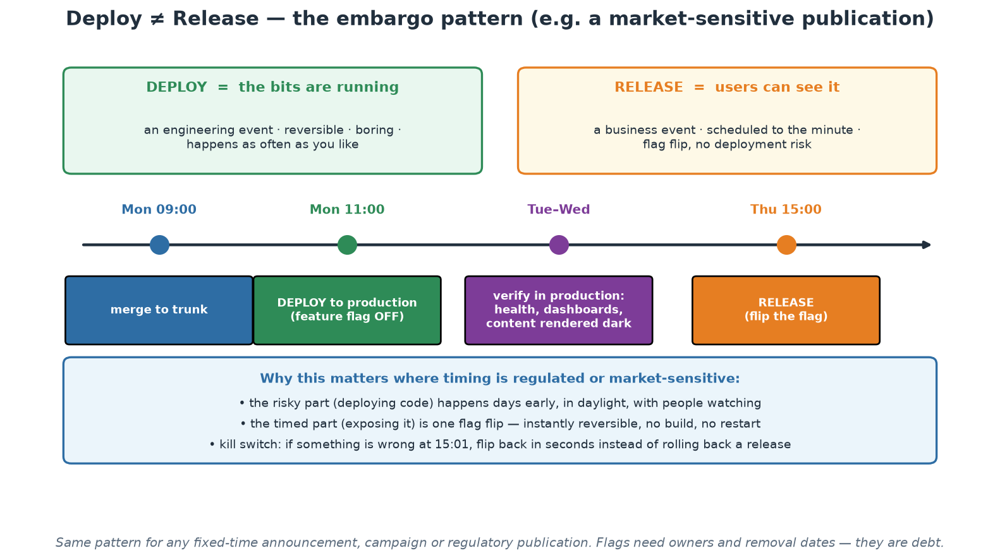 Deploy ≠ Release — the embargo pattern (e.g. a market-sensitive publication)
DEPLOY = the bits are running
an engineering event · reversible · boring ·
happens as often as you like
RELEASE = users can see it
a business event · scheduled to the minute ·
flag flip, no deployment risk
Mon 09:00
Mon 11:00
Tue–Wed
Thu 15:00
merge to trunk
DEPLOY to production
(feature flag OFF)
verify in production:
health, dashboards,
content rendered dark
RELEASE
(flip the flag)
Why this matters where timing is regulated or market-sensitive:
• the risky part (deploying code) happens days early, in daylight, with people watching
• the timed part (exposing it) is one flag flip — instantly reversible, no build, no restart
• kill switch: if something is wrong at 15:01, flip back in seconds instead of rolling back a release
Same pattern for any fixed-time announcement, campaign or regulatory publication. Flags need owners and removal dates — they are debt.